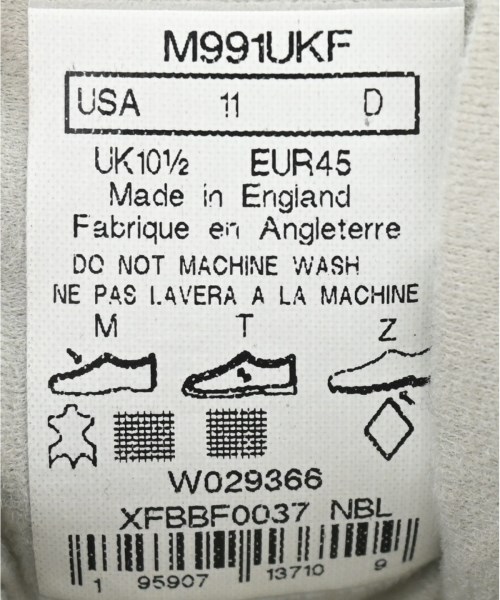 M991UKF
USA 11 D
UK10½ EUR45
Made in England
Fabrique en Angleterre
DO NOT MACHINE WASH
NE PAS LAVERA A LA MACHINE
M T Z
W029366
XFBBF0037 NBL
1 95907 13710 9